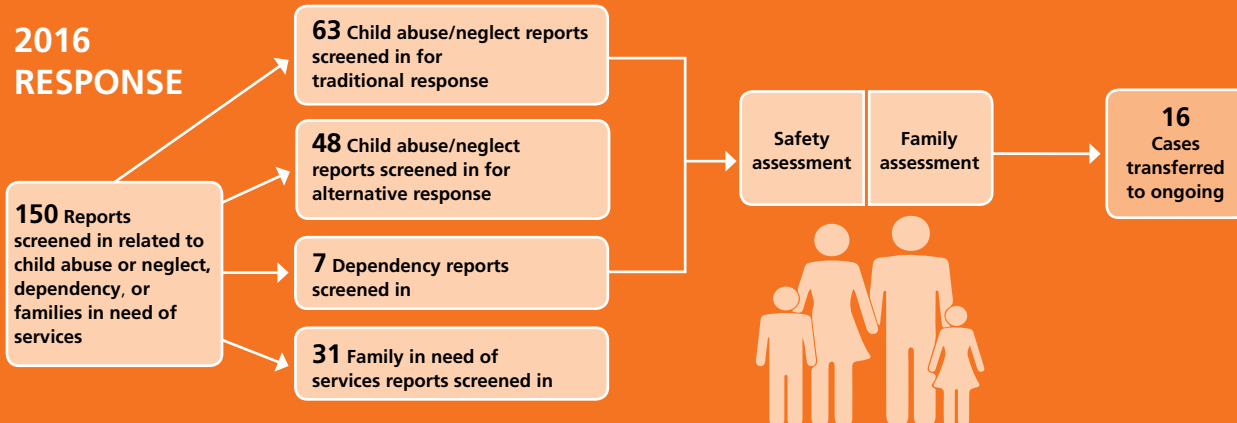 2016
RESPONSE
150 Reports
screened in related to
child abuse or neglect,
dependency, or
families in need of
services
63 Child abuse/neglect reports
screened in for
traditional response
48 Child abuse/neglect
reports screened in for
alternative response
7 Dependency reports
screened in
31 Family in need of
services reports screened in
Safety
assessment
Family
assessment
16
Cases
transferred
to ongoing